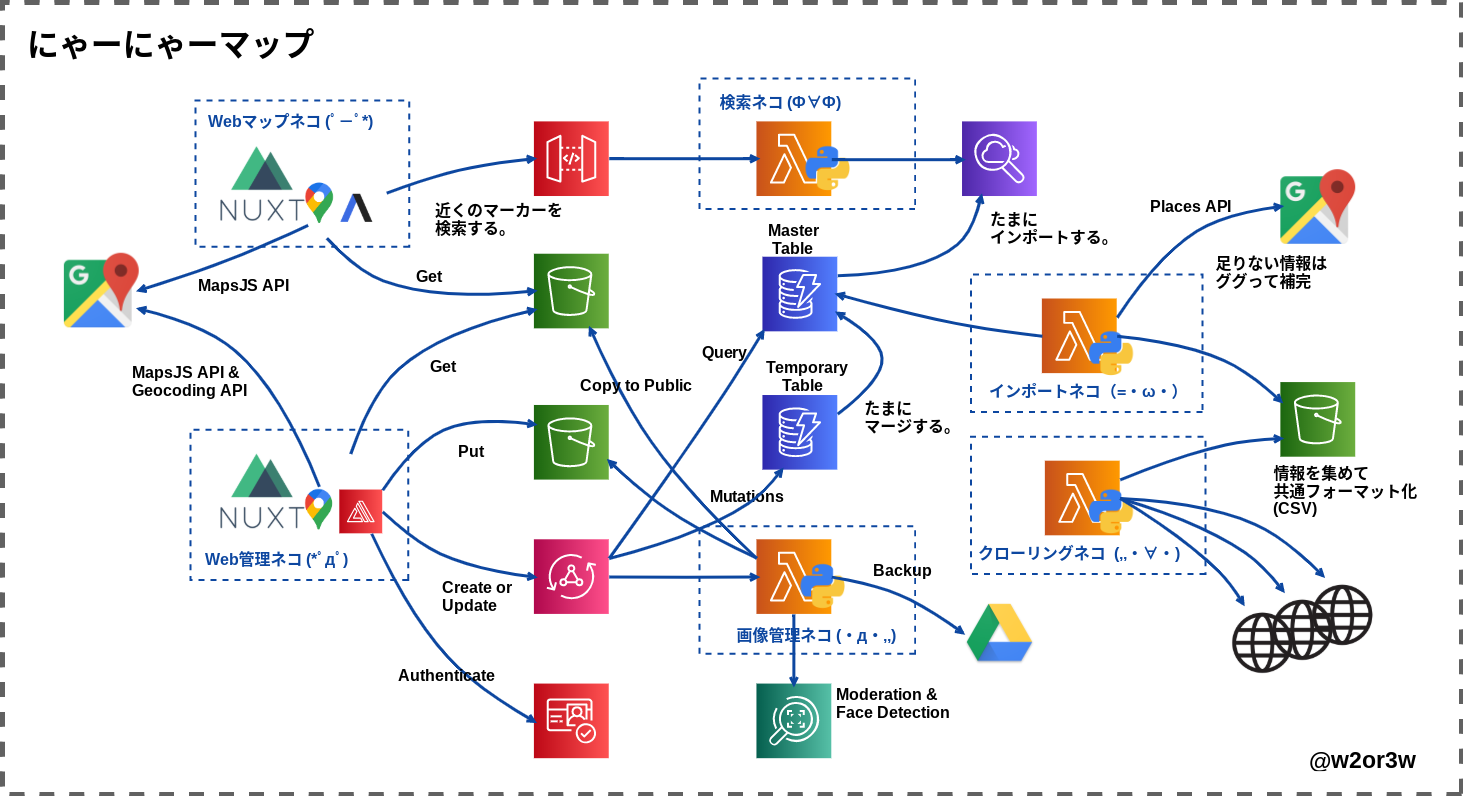 にゃーにゃーマップ
Webマップネコ (ﾟーﾟ*)
NUXT
検索ネコ (Φ∀Φ)
</>
近くのマーカーを
検索する。
たまに
インポートする。
Places API
G
足りない情報は
ググって補完
Master
Table
MapsJS API
Get
G
Get
Query
Copy to Public
Temporary
Table
たまに
マージする。
インポートネコ（=・ω・）
MapsJS API &
Geocoding API
Put
Mutations
NUXT
Web管理ネコ (*ﾟдﾟ)
情報を集めて
共通フォーマット化
(CSV)
クローリングネコ (,,・∀・)
Create or
Update
Backup
画像管理ネコ (・д・,,)
Authenticate
Moderation &
Face Detection
@w2or3w